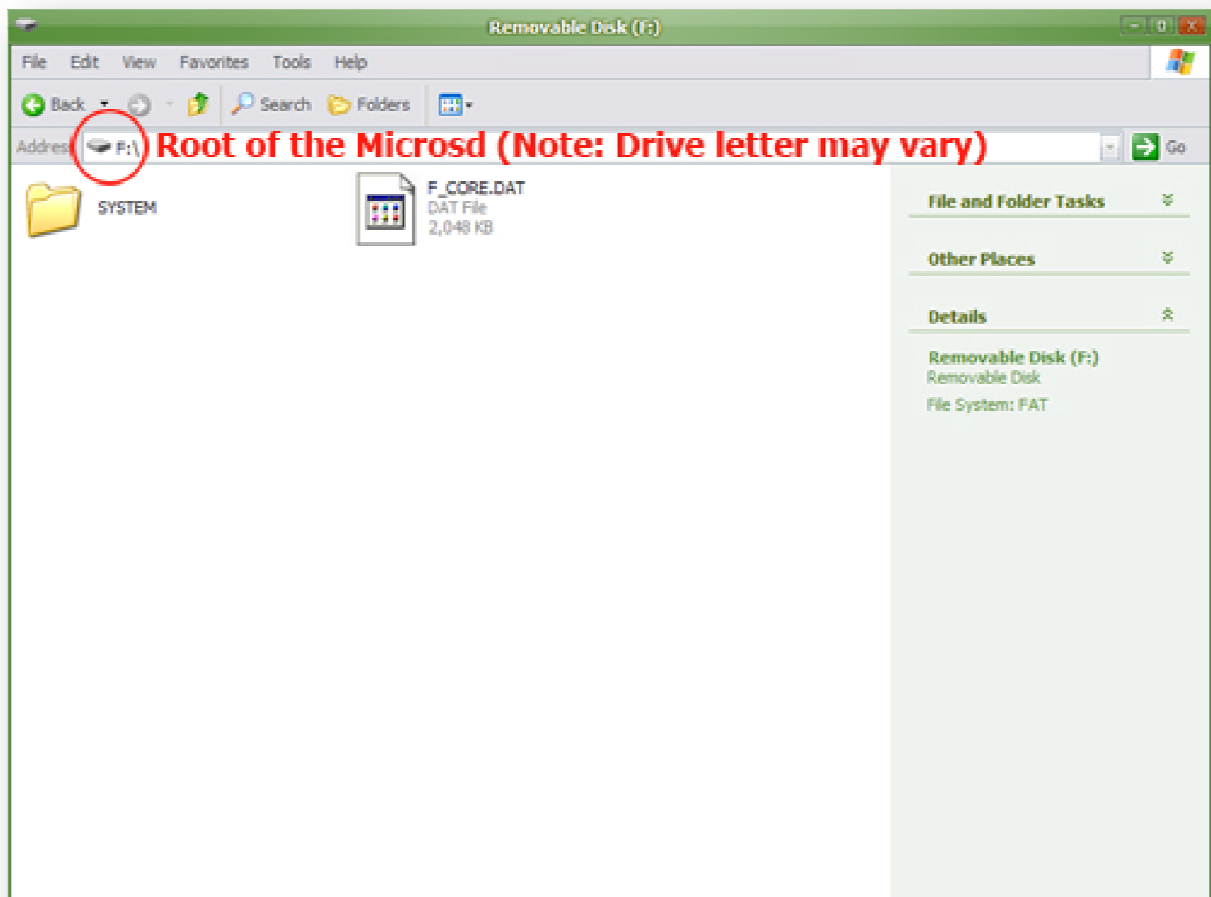 Removable Disk (F:)
File Edit View Favorites Tools Help
Back Search Folders
Address F:\ Root of the Microsd (Note: Drive letter may vary) Go
SYSTEM
F_CORE.DAT
DAT File
2,048 KB
File and Folder Tasks
Other Places
Details
Removable Disk (F:)
Removable Disk
File System: FAT